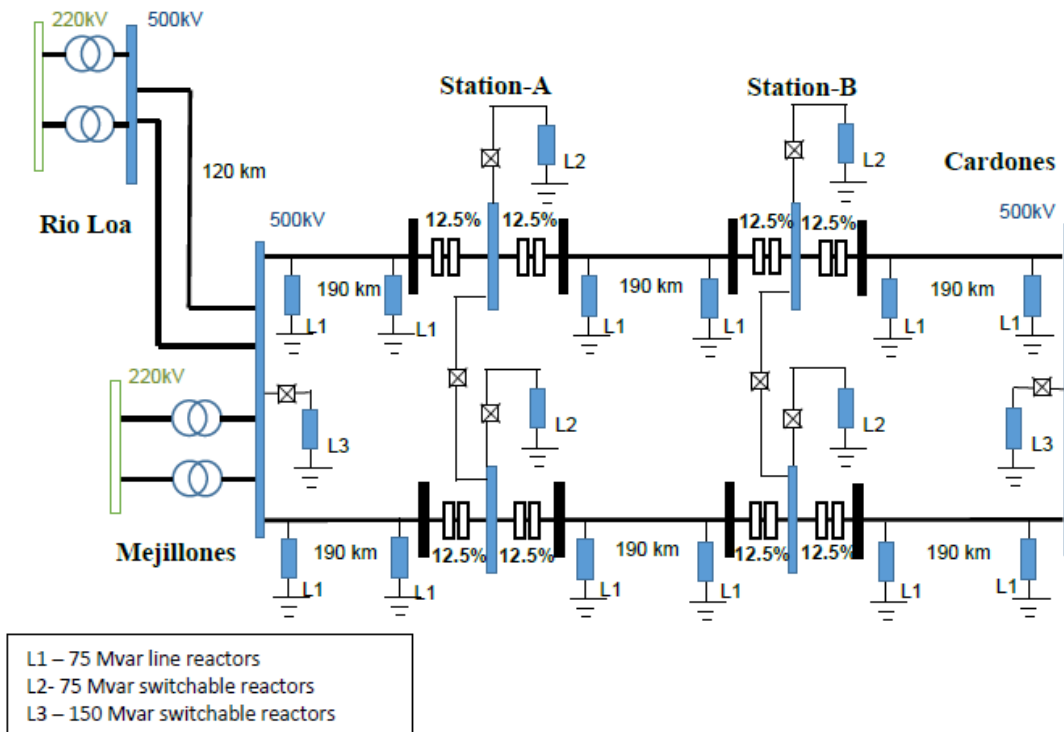 220kV
500kV
Station-A
Station-B
L2
L2
Cardones
120 km
Rio Loa
500kV
12.5%
12.5%
12.5%
12.5%
500kV
190 km
190 km
190 km
L1
L1
L1
L1
L1
L1
220kV
L3
L2
L2
L3
Mejillones
190 km
12.5%
12.5%
190 km
12.5%
12.5%
190 km
L1
L1
L1
L1
L1
L1
L1 – 75 Mvar line reactors
L2- 75 Mvar switchable reactors
L3 – 150 Mvar switchable reactors